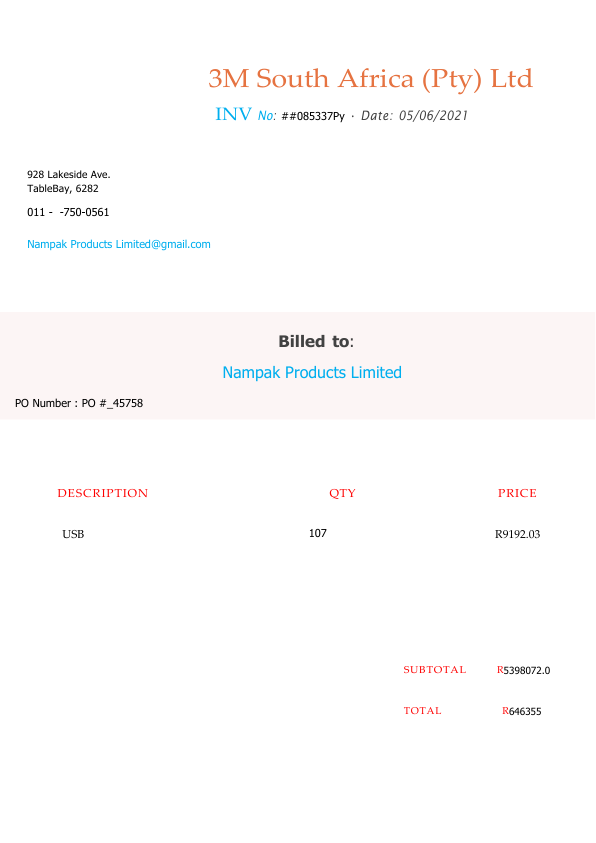 3M South Africa (Pty) Ltd
INV No: ##085337Py · Date: 05/06/2021
928 Lakeside Ave.
TableBay, 6282
011 -  -750-0561
Nampak Products Limited@gmail.com
Billed to:
Nampak Products Limited
PO Number : PO #_45758
DESCRIPTION QTY PRICE
USB 107 R9192.03
SUBTOTAL R5398072.0
TOTAL R646355